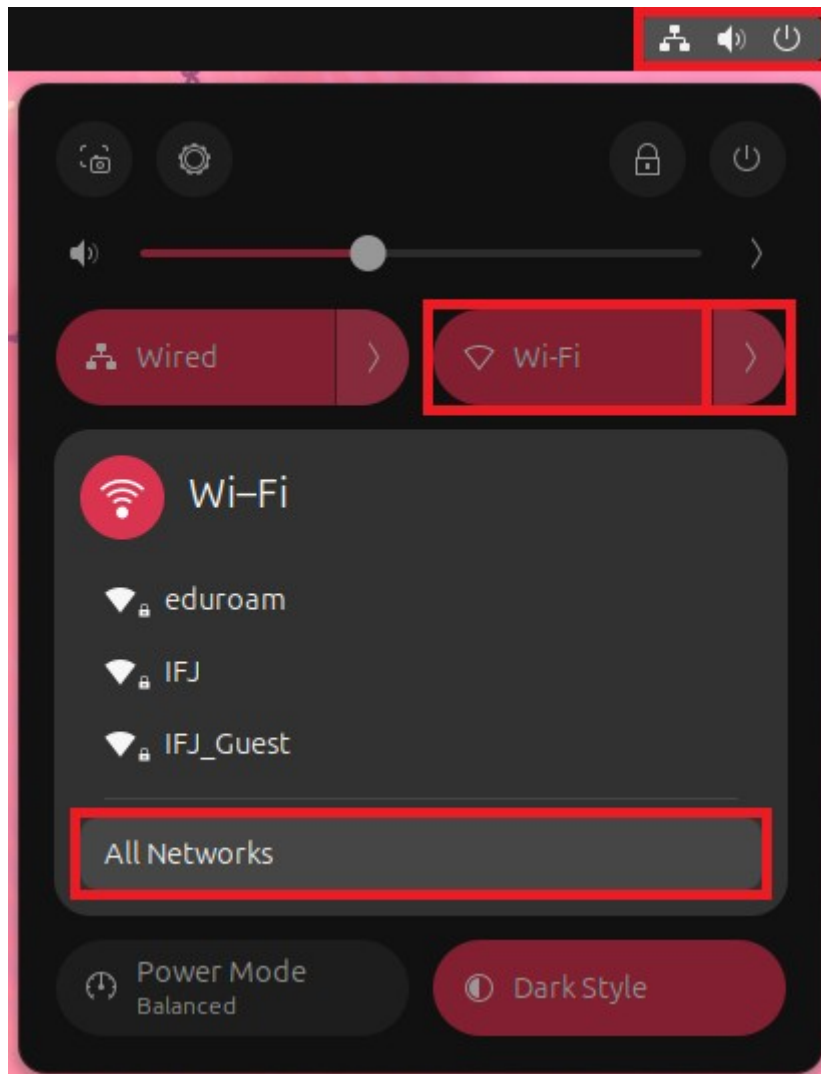 Wired
Wi-Fi
Wi–Fi
eduroam
IFJ
IFJ_Guest
All Networks
Power Mode
Balanced
Dark Style